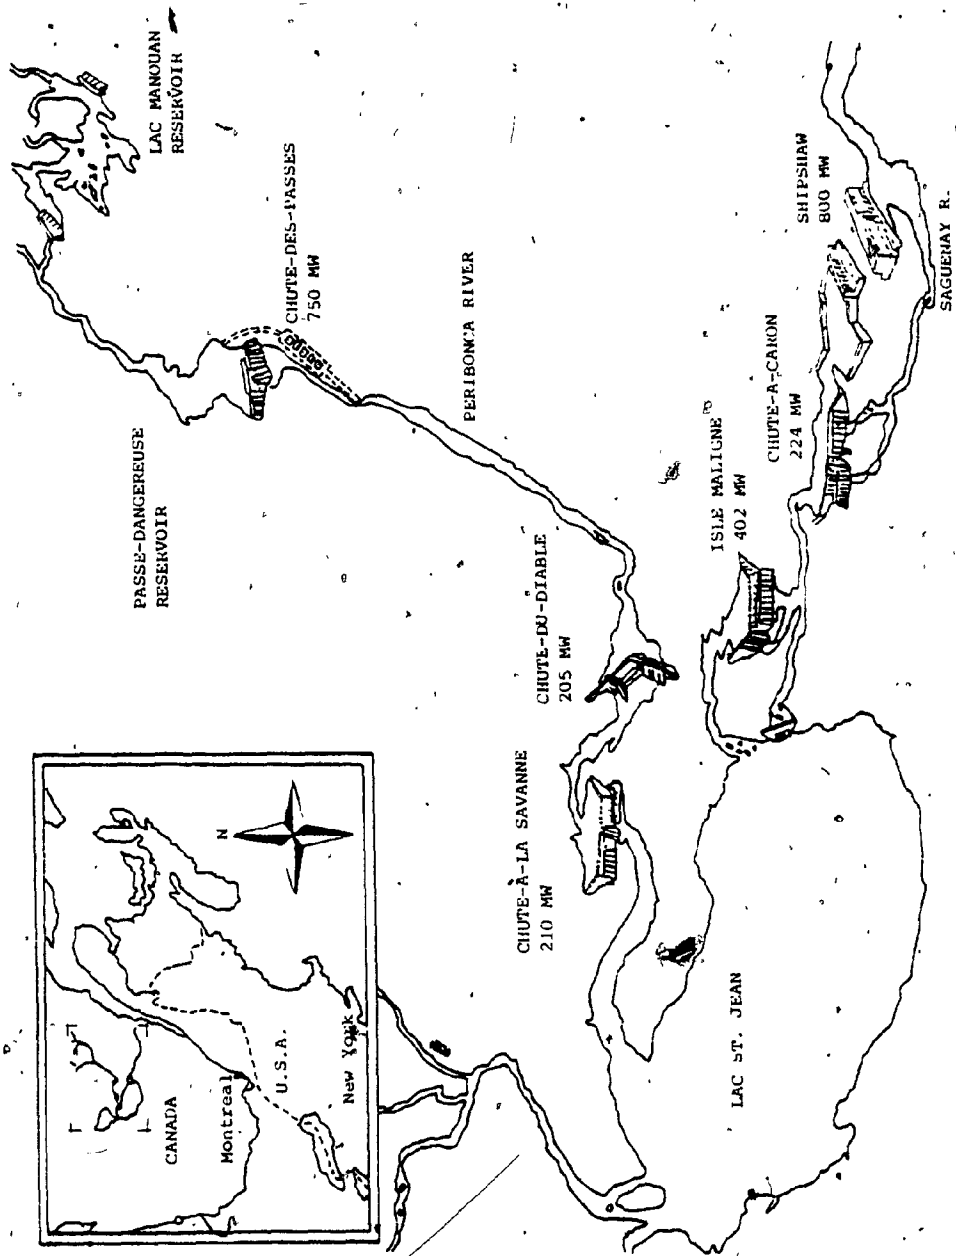 LAC MANOUAN
RESERVOIR
CHUTE-DES-PASSES
750 MW
PERIBONCA RIVER
PASSE-DANGEREUSE
RESERVOIR
SHIPSHAW
800 MW
SAGUENAY R.
CHUTE-A-CARON
224 MW
ISLE MALIGNE
402 MW
CHUTE-DU-DIABLE
205 MW
CHUTE-À-LA SAVANNE
210 MW
LAC ST. JEAN
N
CANADA
Montreal
U.S.A.
New York